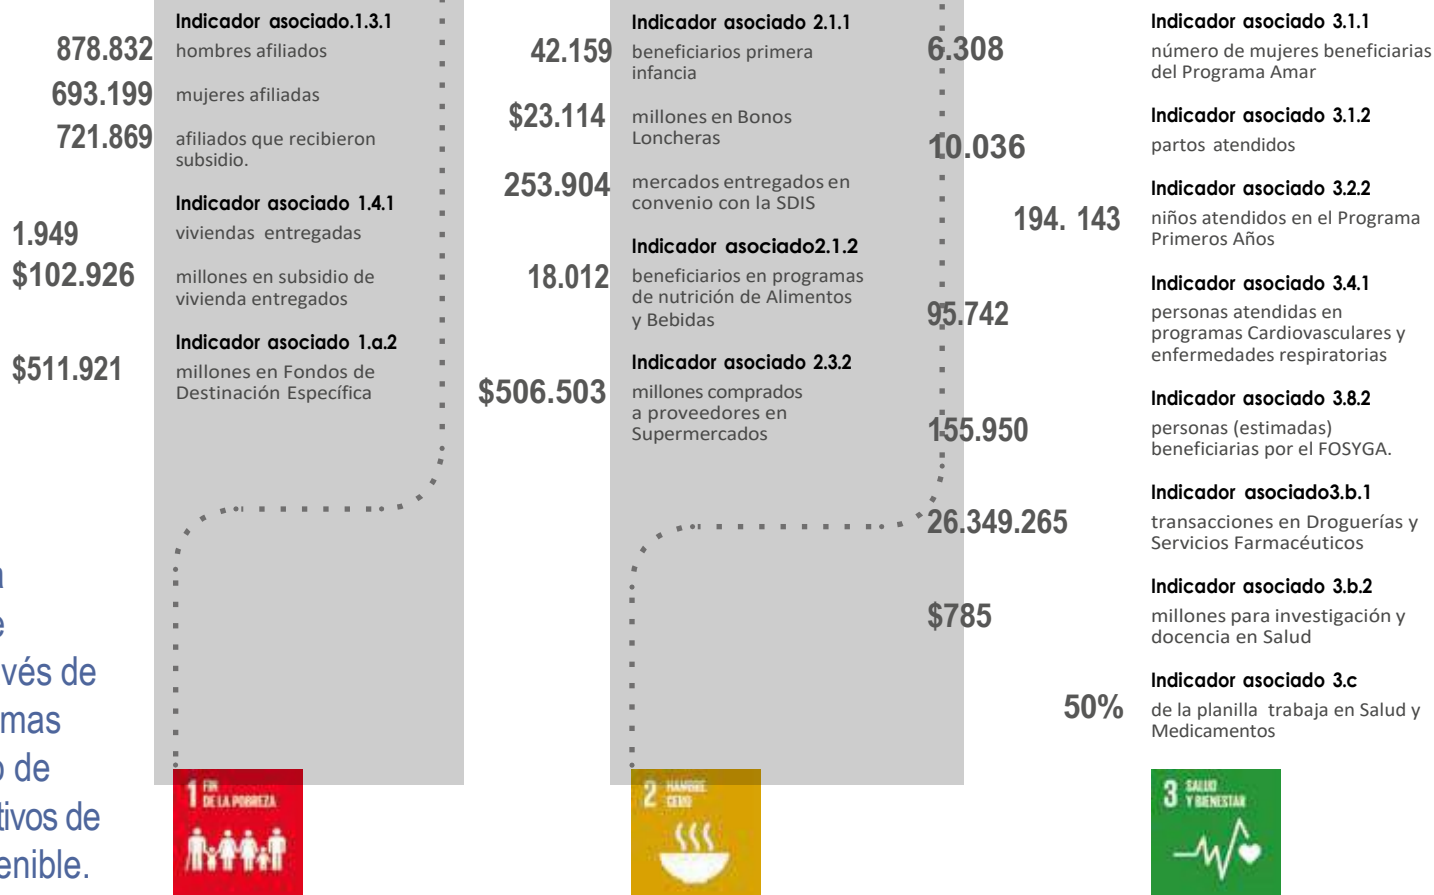 Indicador asociado.1.3.1
878.832 hombres afiliados
693.199 mujeres afiliadas
721.869 afiliados que recibieron
subsidio.
Indicador asociado 1.4.1
1.949 viviendas entregadas
$102.926 millones en subsidio de
vivienda entregados
Indicador asociado 1.a.2
$511.921 millones en Fondos de
Destinación Específica
vés de
mas
o de
tivos de
enible.
1 FIN
DE LA POBREZA
Indicador asociado 2.1.1
42.159 beneficiarios primera
infancia
$23.114 millones en Bonos
Loncheras
253.904 mercados entregados en
convenio con la SDIS
Indicador asociado2.1.2
18.012 beneficiarios en programas
de nutrición de Alimentos
y Bebidas
Indicador asociado 2.3.2
$506.503 millones comprados
a proveedores en
Supermercados
2 HAMBRE
CERO
Indicador asociado 3.1.1
6.308 número de mujeres beneficiarias
del Programa Amar
Indicador asociado 3.1.2
10.036 partos atendidos
Indicador asociado 3.2.2
194. 143 niños atendidos en el Programa
Primeros Años
Indicador asociado 3.4.1
95.742 personas atendidas en
programas Cardiovasculares y
enfermedades respiratorias
Indicador asociado 3.8.2
155.950 personas (estimadas)
beneficiarias por el FOSYGA.
Indicador asociado3.b.1
26.349.265 transacciones en Droguerías y
Servicios Farmacéuticos
Indicador asociado 3.b.2
$785 millones para investigación y
docencia en Salud
Indicador asociado 3.c
50% de la planilla trabaja en Salud y
Medicamentos
3 SALUD
Y BIENESTAR